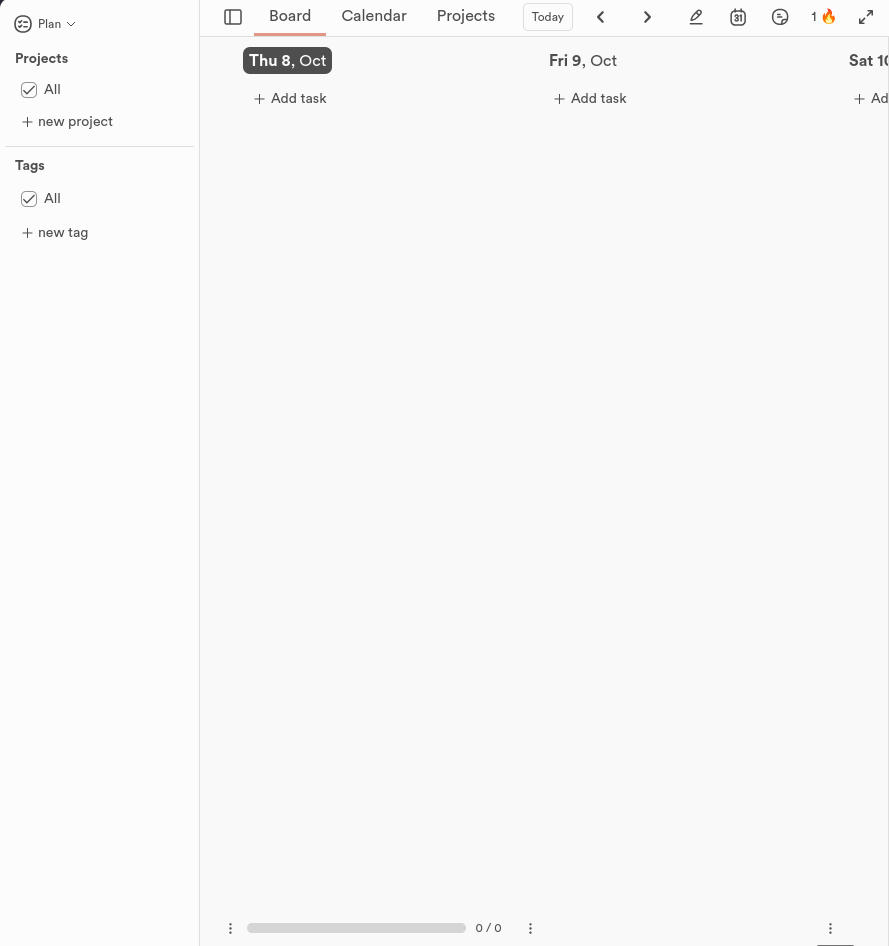 Plan
Projects
All
+ new project
Tags
All
+ new tag
Board Calendar Projects Today 31 1🔥
Thu 8, Oct Fri 9, Oct Sat
+ Add task + Add task +
0 / 0